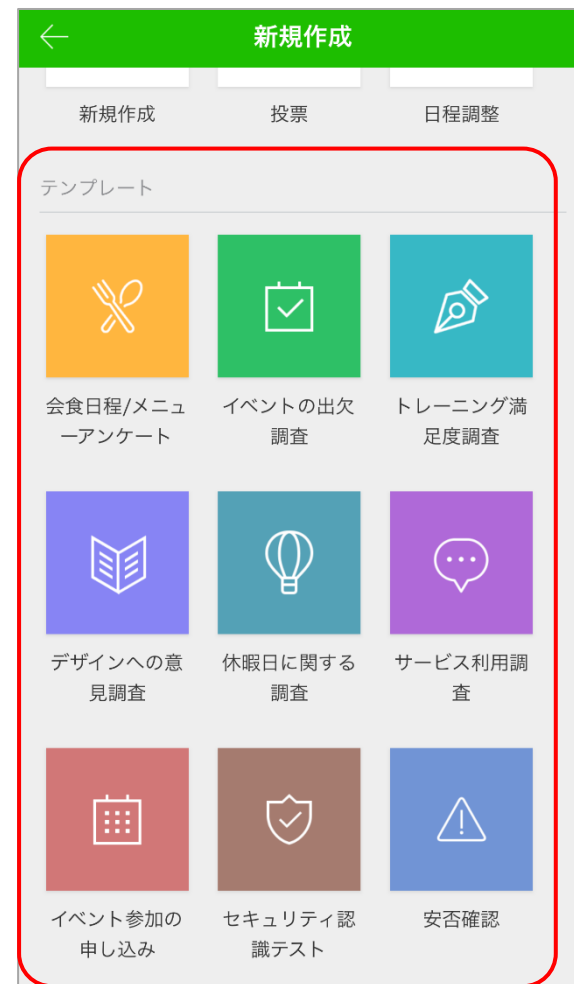 新規作成
新規作成
投票
日程調整
テンプレート
会食日程/メニュ
ーアンケート
イベントの出欠
調査
トレーニング満
足度調査
デザインへの意
見調査
休暇日に関する
調査
サービス利用調
査
イベント参加の
申し込み
セキュリティ認
識テスト
安否確認